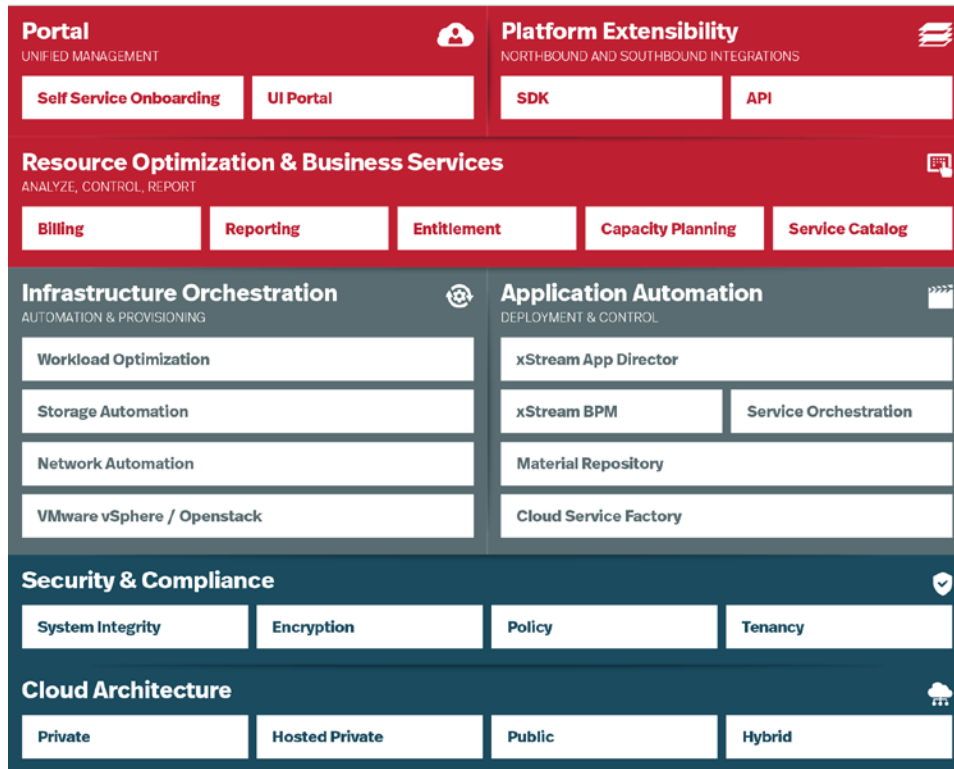 Portal
UNIFIED MANAGEMENT
Self Service Onboarding
UI Portal
Platform Extensibility
NORTHBOUND AND SOUTHBOUND INTEGRATIONS
SDK
API
Resource Optimization & Business Services
ANALYZE, CONTROL, REPORT
Billing
Reporting
Entitlement
Capacity Planning
Service Catalog
Infrastructure Orchestration
AUTOMATION & PROVISIONING
Workload Optimization
Storage Automation
Network Automation
VMware vSphere / Openstack
Application Automation
DEPLOYMENT & CONTROL
xStream App Director
xStream BPM
Service Orchestration
Material Repository
Cloud Service Factory
Security & Compliance
System Integrity
Encryption
Policy
Tenancy
Cloud Architecture
Private
Hosted Private
Public
Hybrid